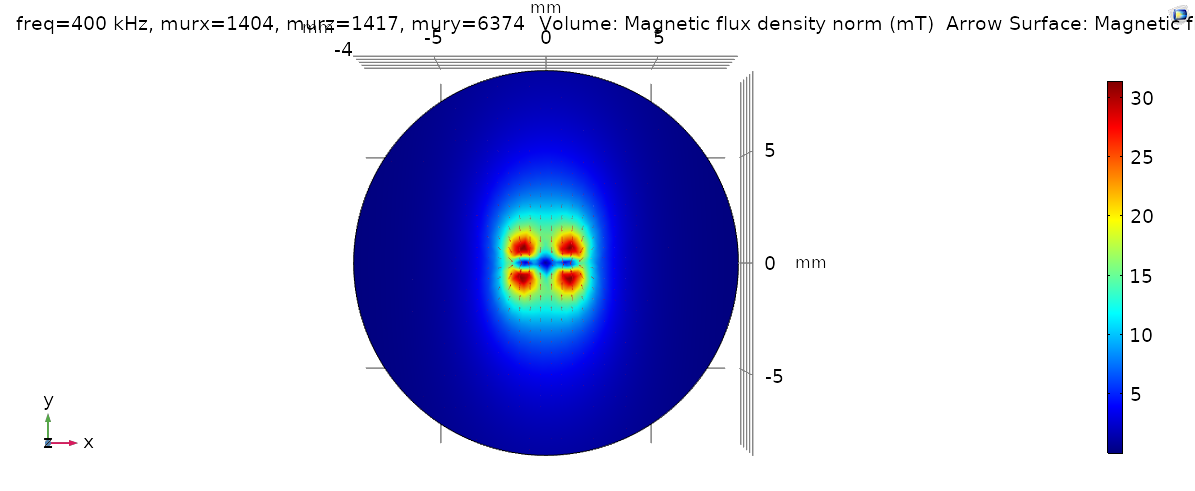 mm
freq=400 kHz, murx=1404, murz=1417, mury=6374 Volume: Magnetic flux density norm (mT) Arrow Surface: Magnetic f
mm
-4
-5
0
5
30
25
20
15
10
5
5
0
mm
-5
y
z
x